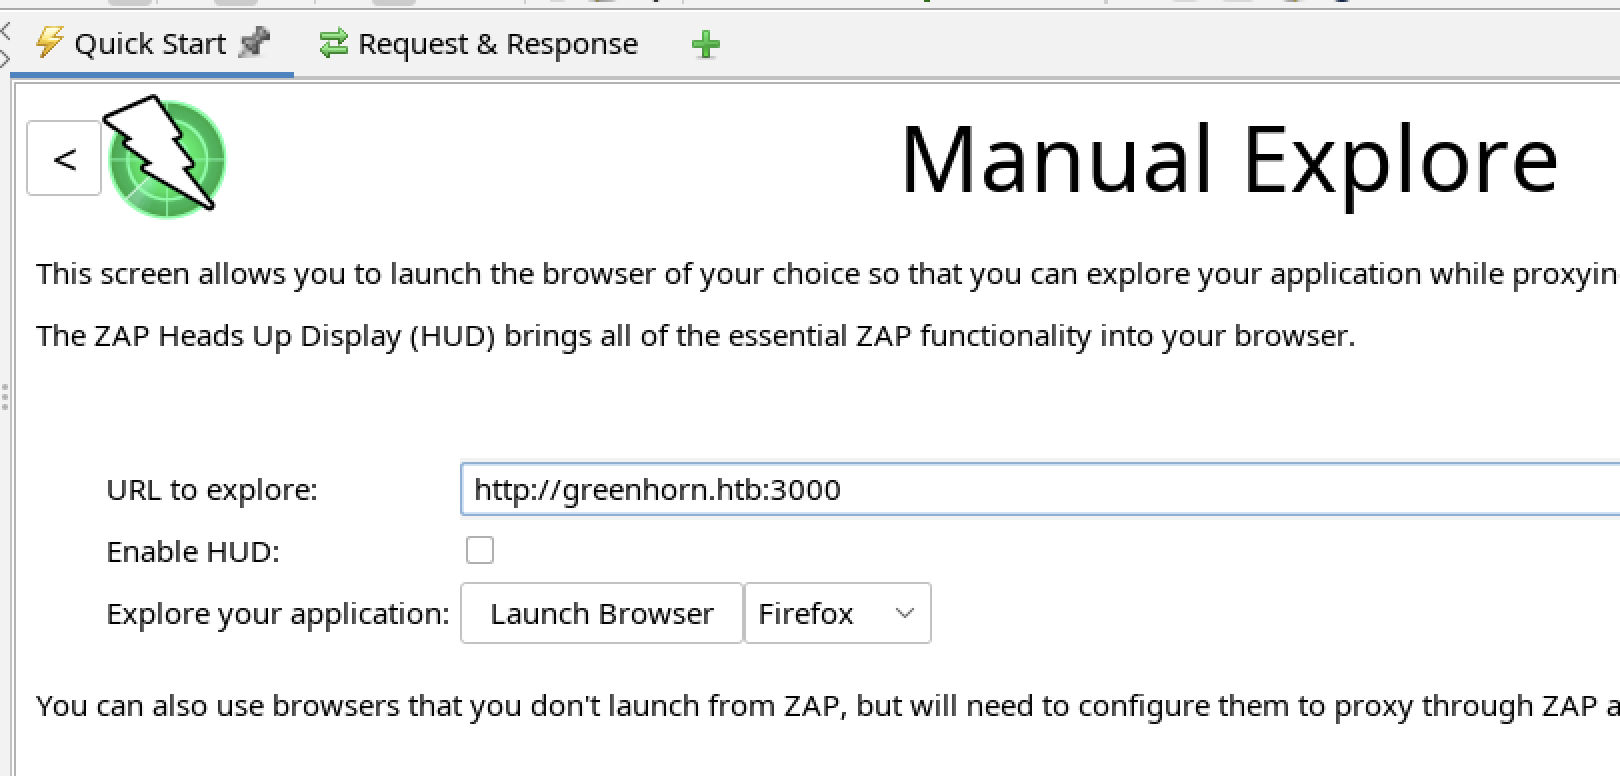 Quick Start Request & Response
< Manual Explore
This screen allows you to launch the browser of your choice so that you can explore your application while
The ZAP Heads Up Display (HUD) brings all of the essential ZAP functionality into your browser.
URL to explore: http://greenhorn.htb:3000
Enable HUD:
Explore your application: Launch Browser Firefox
You can also use browsers that you don't launch from ZAP, but will need to configure them to proxy through ZAP